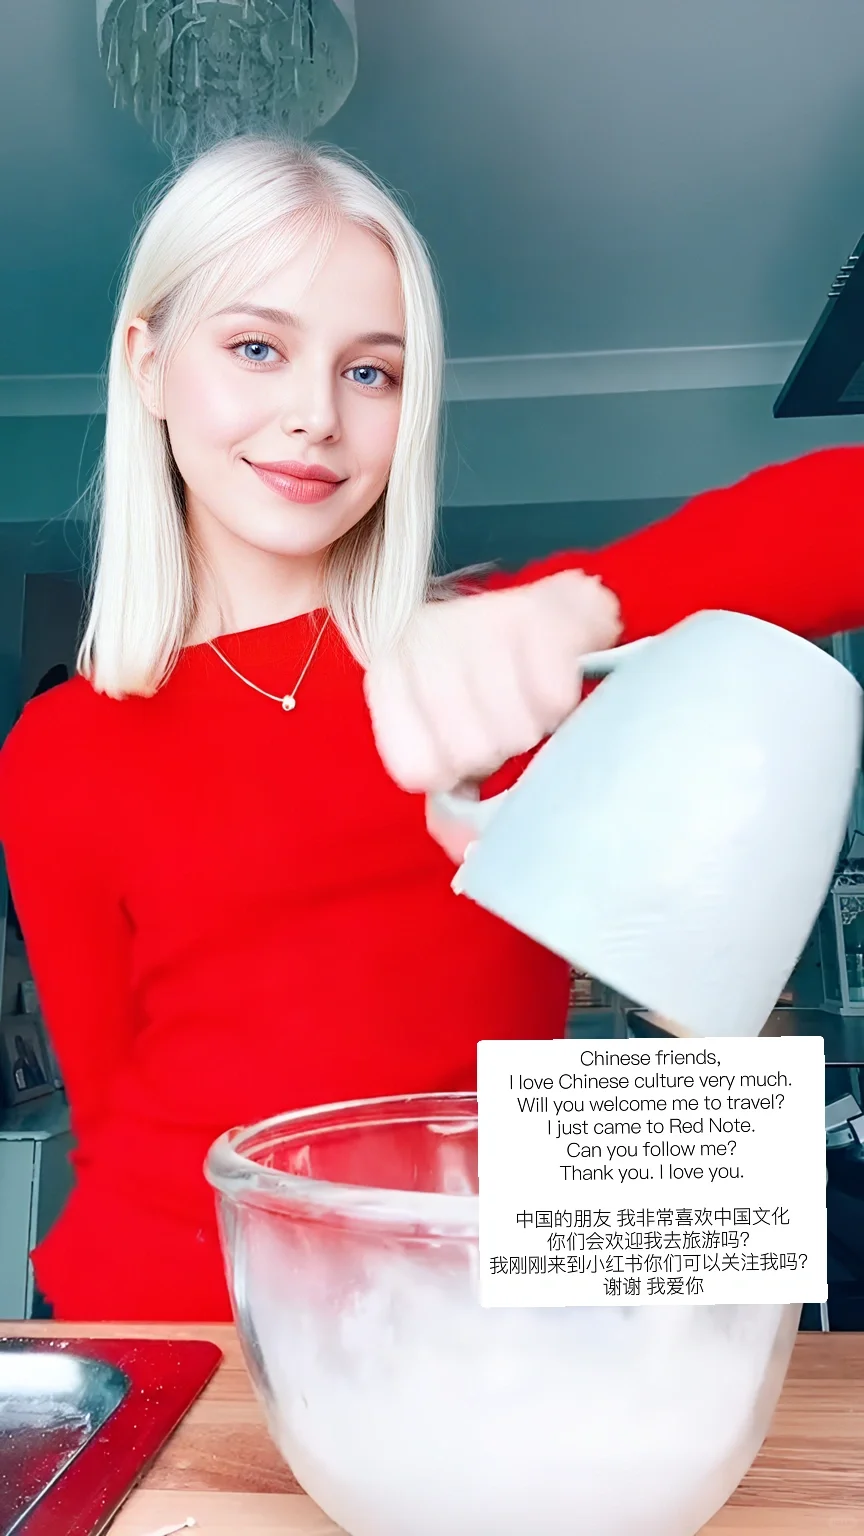 Chinese friends,
I love Chinese culture very much.
Will you welcome me to travel?
I just came to Red Note.
Can you follow me?
Thank you. I love you.
中国的朋友 我非常喜欢中国文化
你们会欢迎我去旅游吗?
我刚刚来到小红书你们可以关注我吗?
谢谢 我爱你